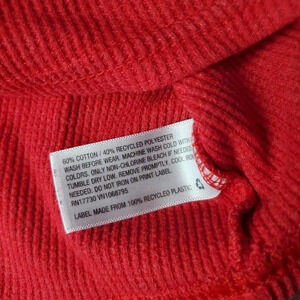 60% COTTON / 40% RECYCLED POLYESTER
WASH BEFORE WEAR. MACHINE WASH COLD WITH
COLORS. ONLY NON-CHLORINE BLEACH IF NEEDED
TUMBLE DRY LOW. REMOVE PROMPTLY. COOL IRON
NEEDED. DO NOT IRON ON PRINT LABEL
RN17730 VN1068795
LABEL MADE FROM 100% RECYCLED PLASTIC